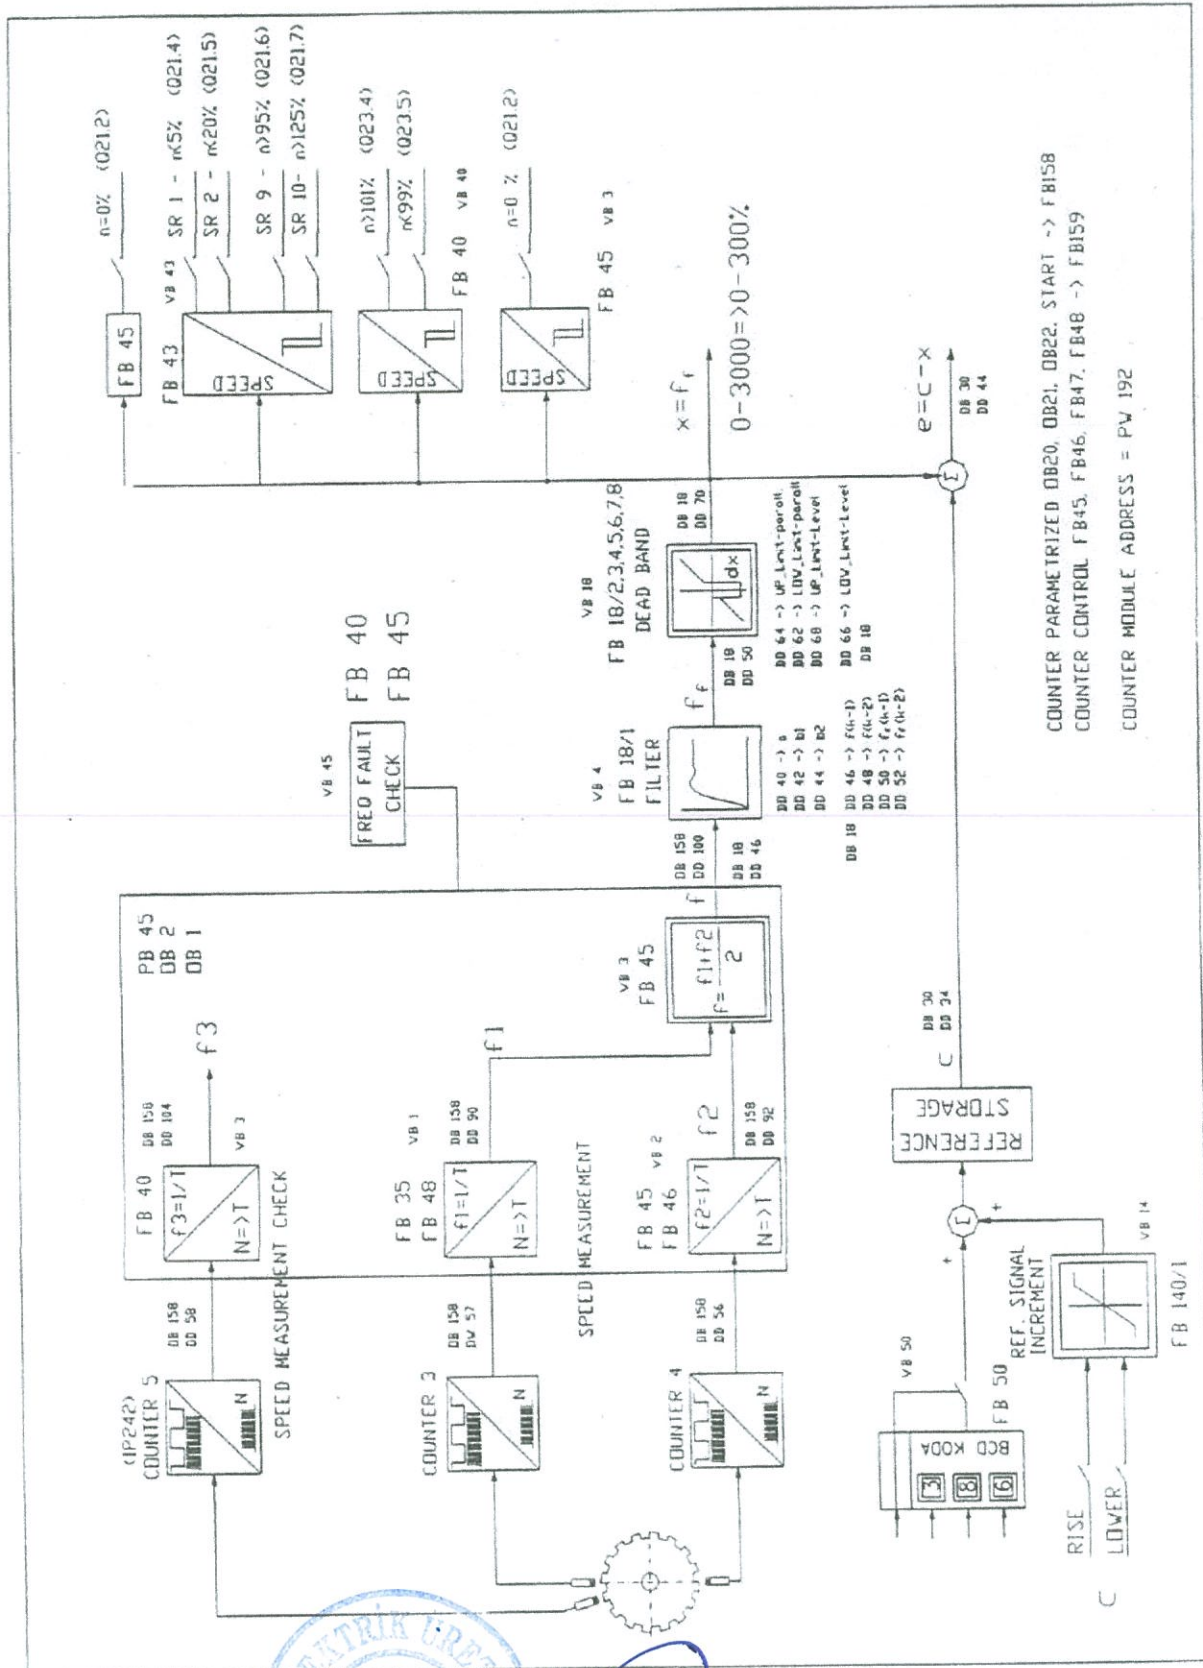 (IP242)
COUNTER 5
N
DB 158
DD 58
SPEED MEASUREMENT CHECK
FB 40
f3=1/T
N=>T
DB 158
DD 104
VB 3
f3
PB 45
OB 2
OB 1
COUNTER 3
N
DB 158
DW 57
FB 35
FB 48
VB 1
f1=1/T
N=>T
DB 158
DD 90
f1
SPEED MEASUREMENT
COUNTER 4
N
DB 158
DD 56
FB 45
FB 46
VB 2
f2=1/T
N=>T
f2
DB 158
DD 92
VB 3
FB 45
f= f1+f2
2
f
DB 158
DD 100
DB 18
DD 46
VB 45
FREQ FAULT
CHECK
FB 40
FB 45
VB 4
FB 18/1
FILTER
DD 40 -> a
DD 42 -> b1
DD 44 -> b2
DB 18 DD 46 -> f(k-1)
DD 48 -> f(k-2)
DD 50 -> ff(k-1)
DD 52 -> ff(k-2)
ff
DB 18
DD 50
VB 18
FB 18/2,3,4,5,6,7,8
DEAD BAND
dx
DB 18
DD 70
DD 64 -> UP_Limit-paroll
DD 62 -> LOV_Limit-paroll
DD 68 -> UP_Limit-Level
DD 66 -> LOV_Limit-Level
DB 18
x=ff
0-3000=>0-300%
FB 45
n=0% (Q21.2)
FB 43
VB 43
SPEED
SR 1 - n<5% (Q21.4)
SR 2 - n<20% (Q21.5)
SR 9 - n>95% (Q21.6)
SR 10- n>125% (Q21.7)
SPEED
n>101% (Q23.4)
n<99% (Q23.5)
FB 40 VB 40
SPEED
n=0 % (Q21.2)
FB 45 VB 3
VB 50
3
8
6
BCD KODA
FB 50
RISE
LOWER
C
REF. SIGNAL
INCREMENT
FB 140/1
VB 14
+
+
Σ
REFERENCE
STORAGE
C
DB 30
DD 34
Σ
e=C-x
DB 30
DD 44
COUNTER PARAMETRIZED OB20, OB21, OB22, START -> FB158
COUNTER CONTROL FB45, FB46, FB47, FB48 -> FB159
COUNTER MODULE ADDRESS = PW 192